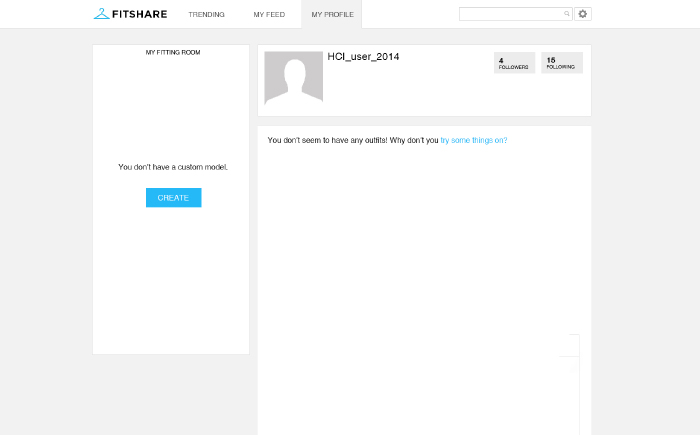 FITSHARE
TRENDING
MY FEED
MY PROFILE
MY FITTING ROOM
You don't have a custom model.
CREATE
HCI_user_2014
4
FOLLOWERS
15
FOLLOWING
You don't seem to have any outfits! Why don't you try some things on?